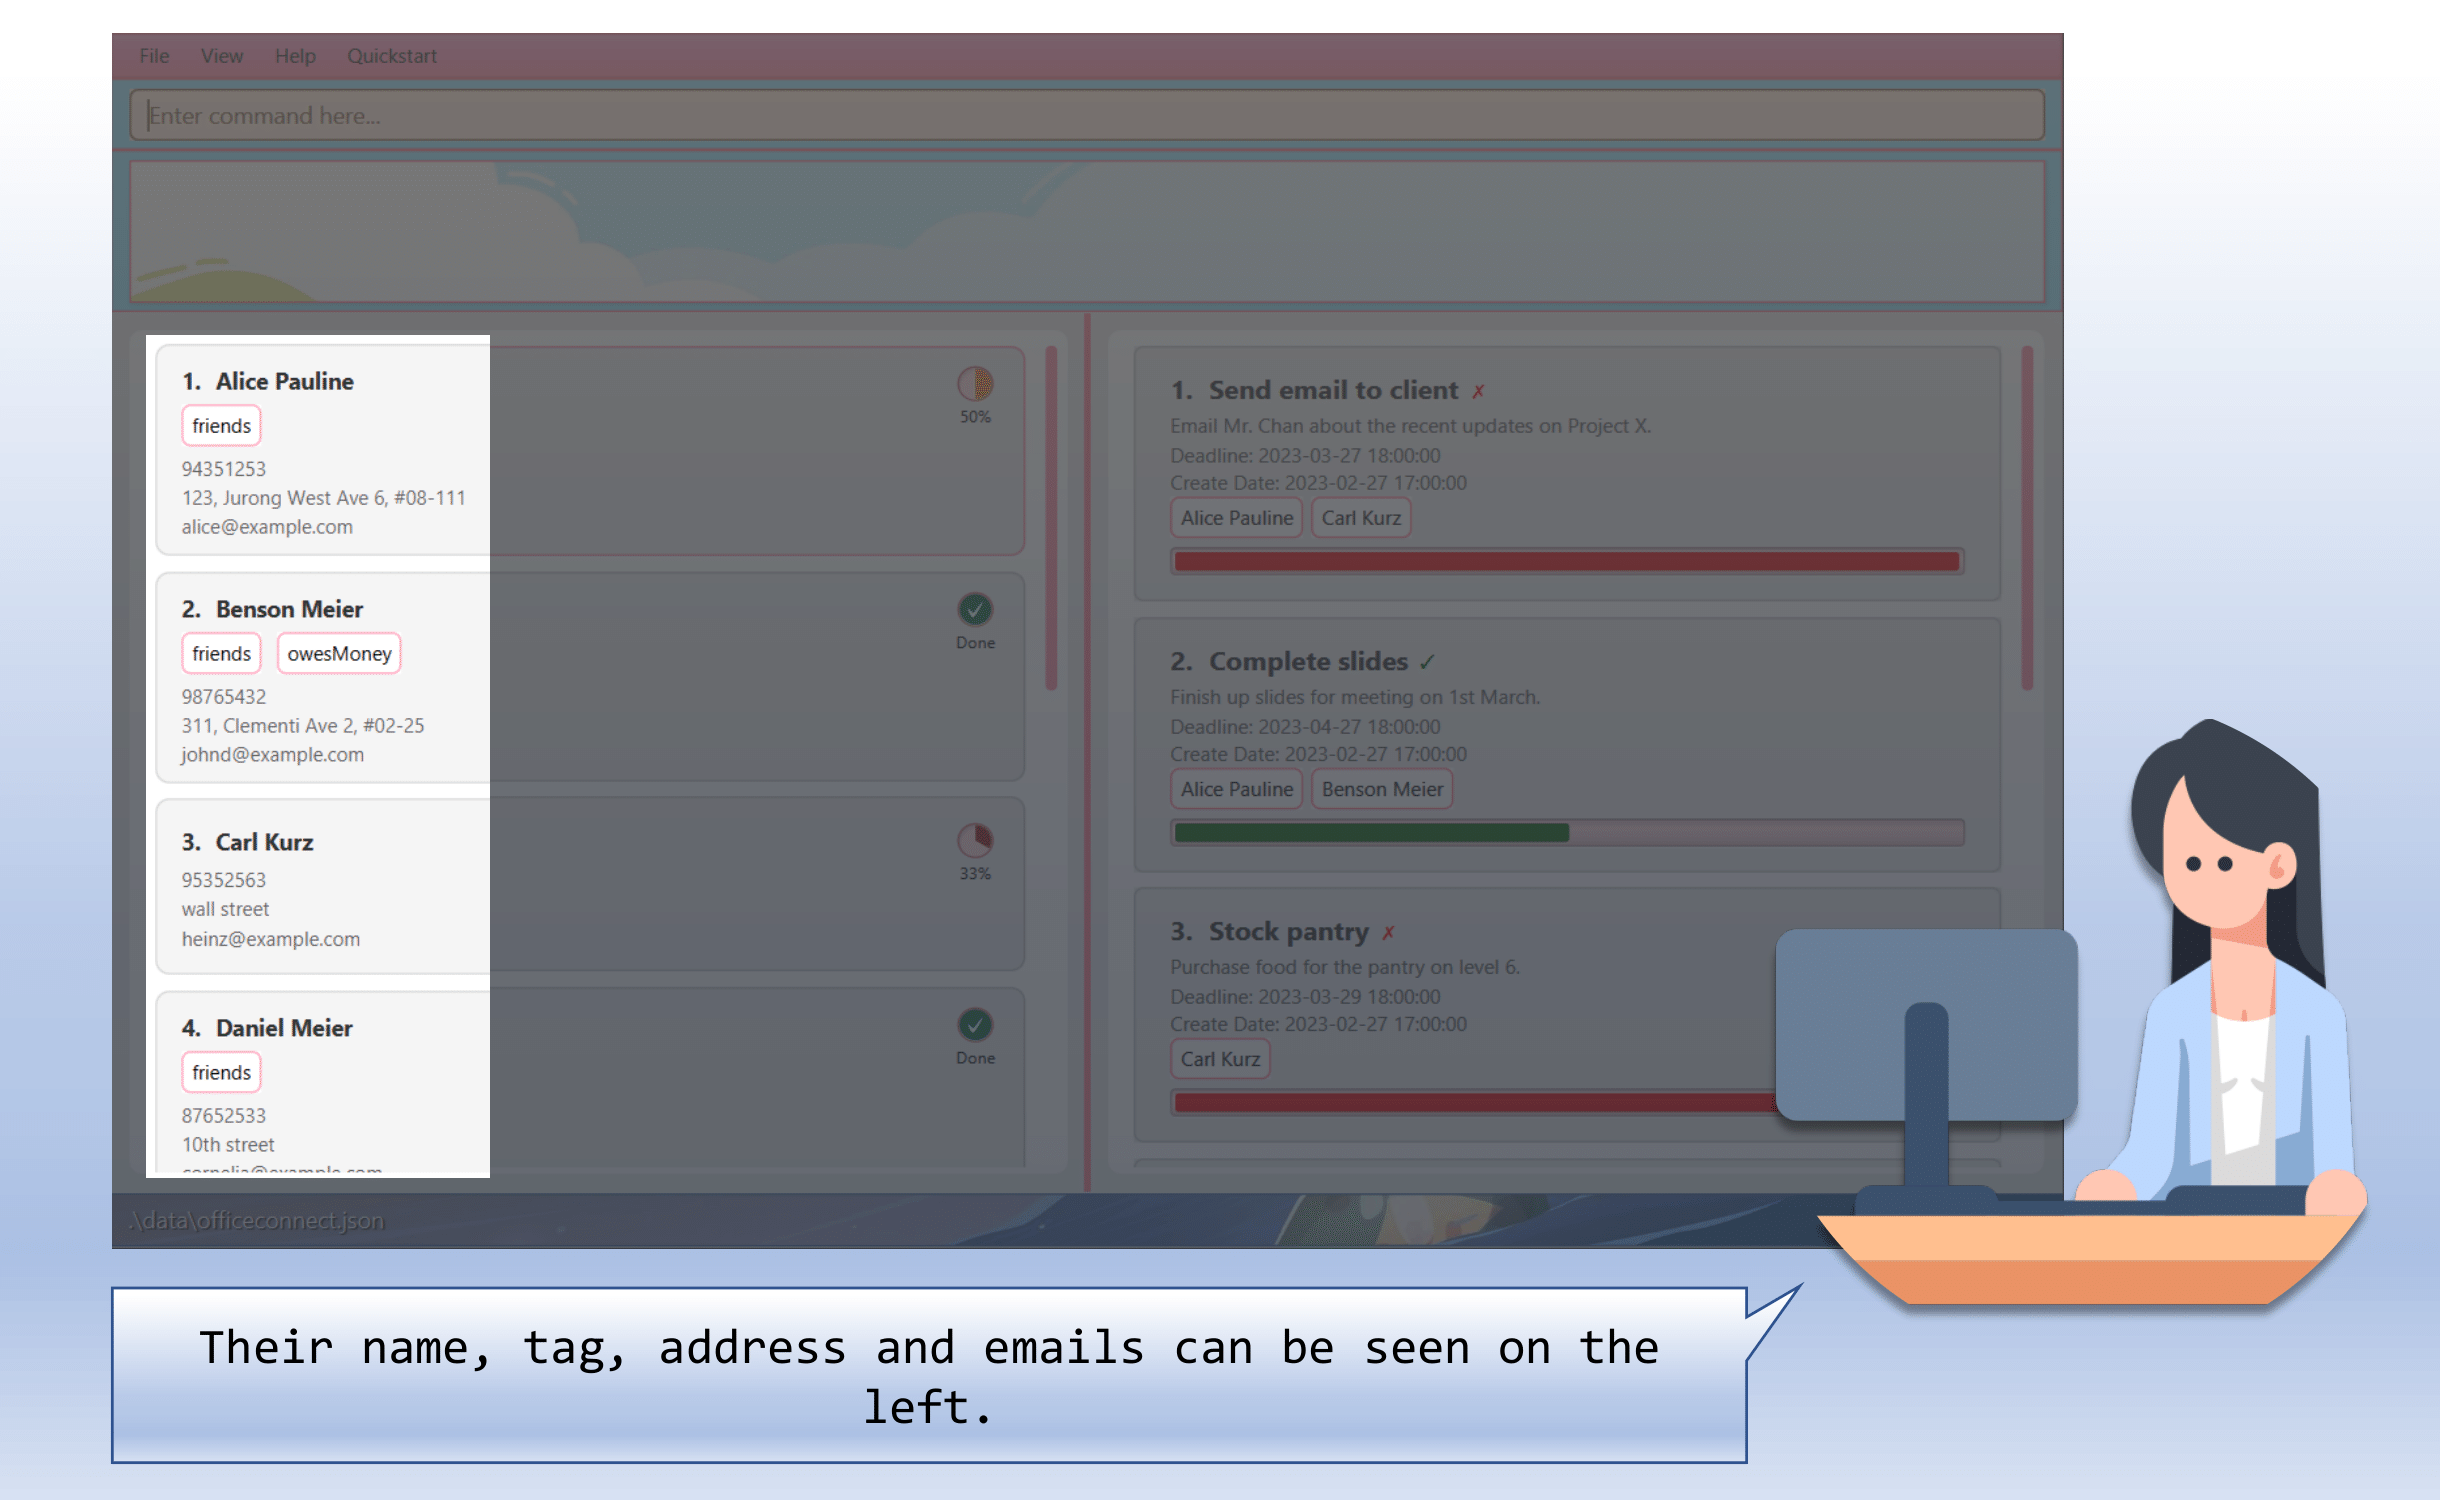 File View Help Quickstart
Enter command here...
1. Alice Pauline
friends
94351253
123, Jurong West Ave 6, #08-111
alice@example.com
50%
2. Benson Meier
friends owesMoney
98765432
311, Clementi Ave 2, #02-25
johnd@example.com
Done
3. Carl Kurz
95352563
wall street
heinz@example.com
33%
4. Daniel Meier
friends
87652533
10th street
cornelia@example.com
Done
1. Send email to client ✗
Email Mr. Chan about the recent updates on Project X.
Deadline: 2023-03-27 18:00:00
Create Date: 2023-02-27 17:00:00
Alice Pauline Carl Kurz
2. Complete slides ✓
Finish up slides for meeting on 1st March.
Deadline: 2023-04-27 18:00:00
Create Date: 2023-02-27 17:00:00
Alice Pauline Benson Meier
3. Stock pantry ✗
Purchase food for the pantry on level 6.
Deadline: 2023-03-29 18:00:00
Create Date: 2023-02-27 17:00:00
Carl Kurz
.\data\officeconnect.json
Their name, tag, address and emails can be seen on the
left.